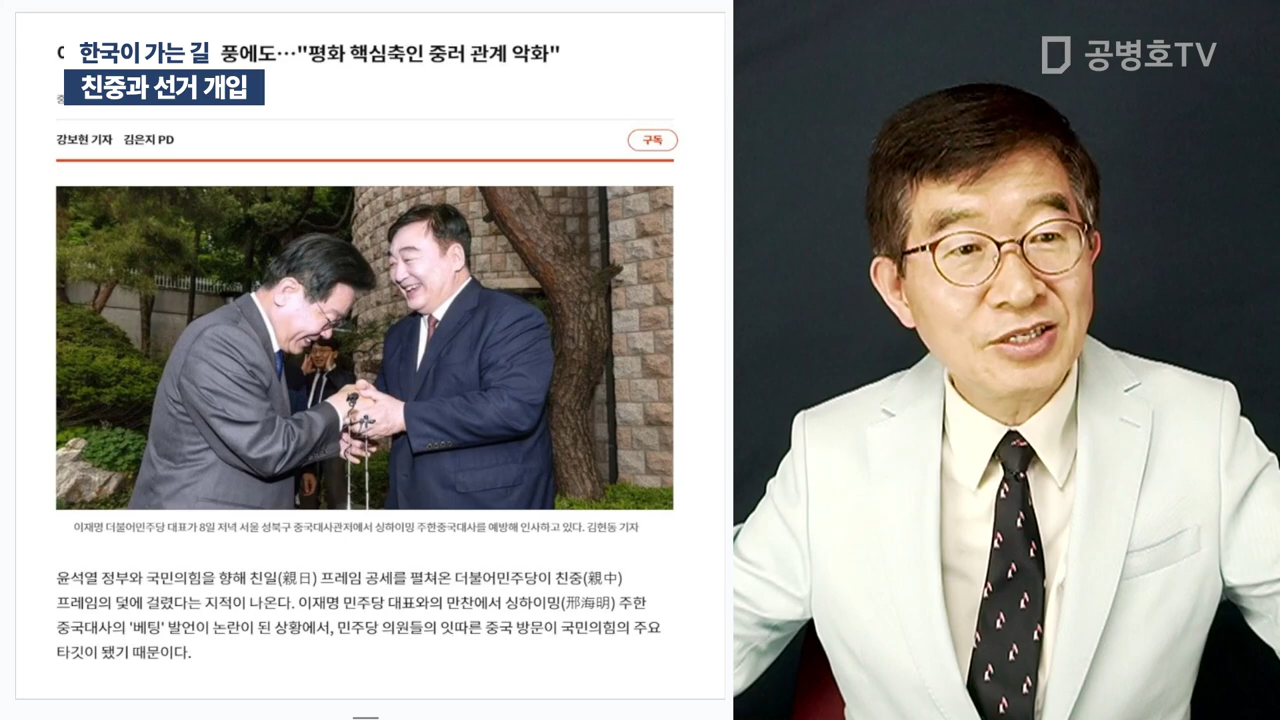 한국이 가는 길 풍에도…"평화 핵심축인 중러 관계 악화"
친중과 선거 개입
공병호TV
강보현 기자 김은지 PD
구독
이재명 더불어민주당 대표가 8일 저녁 서울 성북구 중국대사관저에서 싱하이밍 주한중국대사를 예방해 인사하고 있다. 김현동 기자
윤석열 정부와 국민의힘을 향해 친일(親日) 프레임 공세를 펼쳐온 더불어민주당이 친중(親中)
프레임의 덫에 걸렸다는 지적이 나온다. 이재명 민주당 대표와의 만찬에서 싱하이밍(邢海明) 주한
중국대사의 '베팅' 발언이 논란이 된 상황에서, 민주당 의원들의 잇따른 중국 방문이 국민의힘의 주요
타깃이 됐기 때문이다.